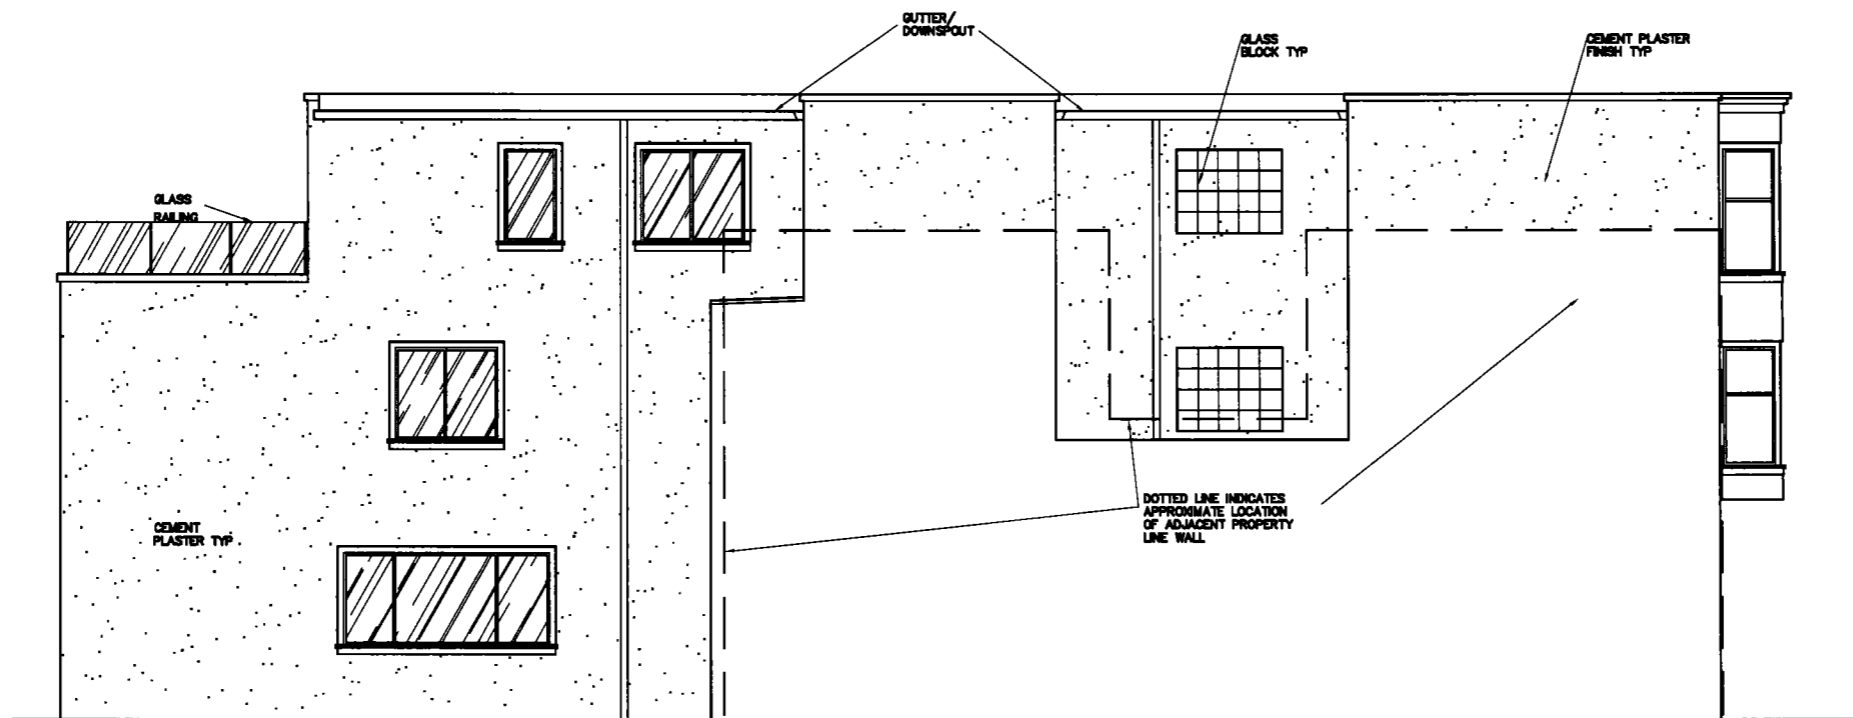 GUTTER/
DOWNSPOUT
GLASS
BLOCK TYP
CEMENT PLASTER
FINISH TYP
GLASS
RAILING
CEMENT
PLASTER TYP.
DOTTED LINE INDICATES
APPROXIMATE LOCATION
OF ADJACENT PROPERTY
LINE WALL